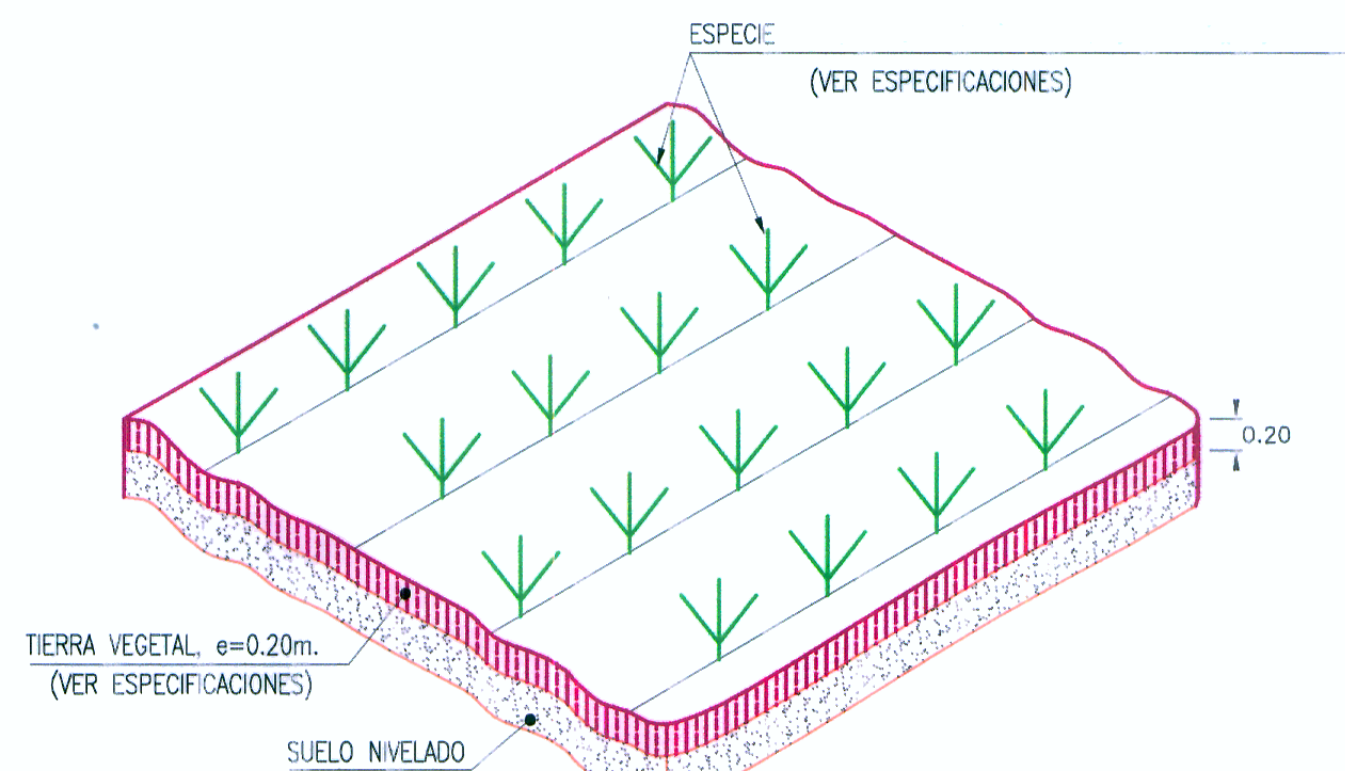 ESPECIE
(VER ESPECIFICACIONES)
0.20
TIERRA VEGETAL, e=0.20m.
(VER ESPECIFICACIONES)
SUELO NIVELADO